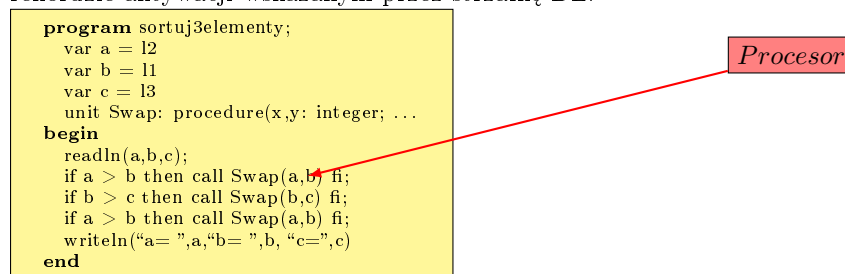 program sortuj3elementy;
var a = l2
var b = l1
var c = l3
unit Swap: procedure(x,y: integer; ...
begin
readln(a,b,c);
if a > b then call Swap(a,b) fi;
if b > c then call Swap(b,c) fi;
if a > b then call Swap(a,b) fi;
writeln(“a= ”,a,“b= ”,b, “c=”,c)
end
Procesor